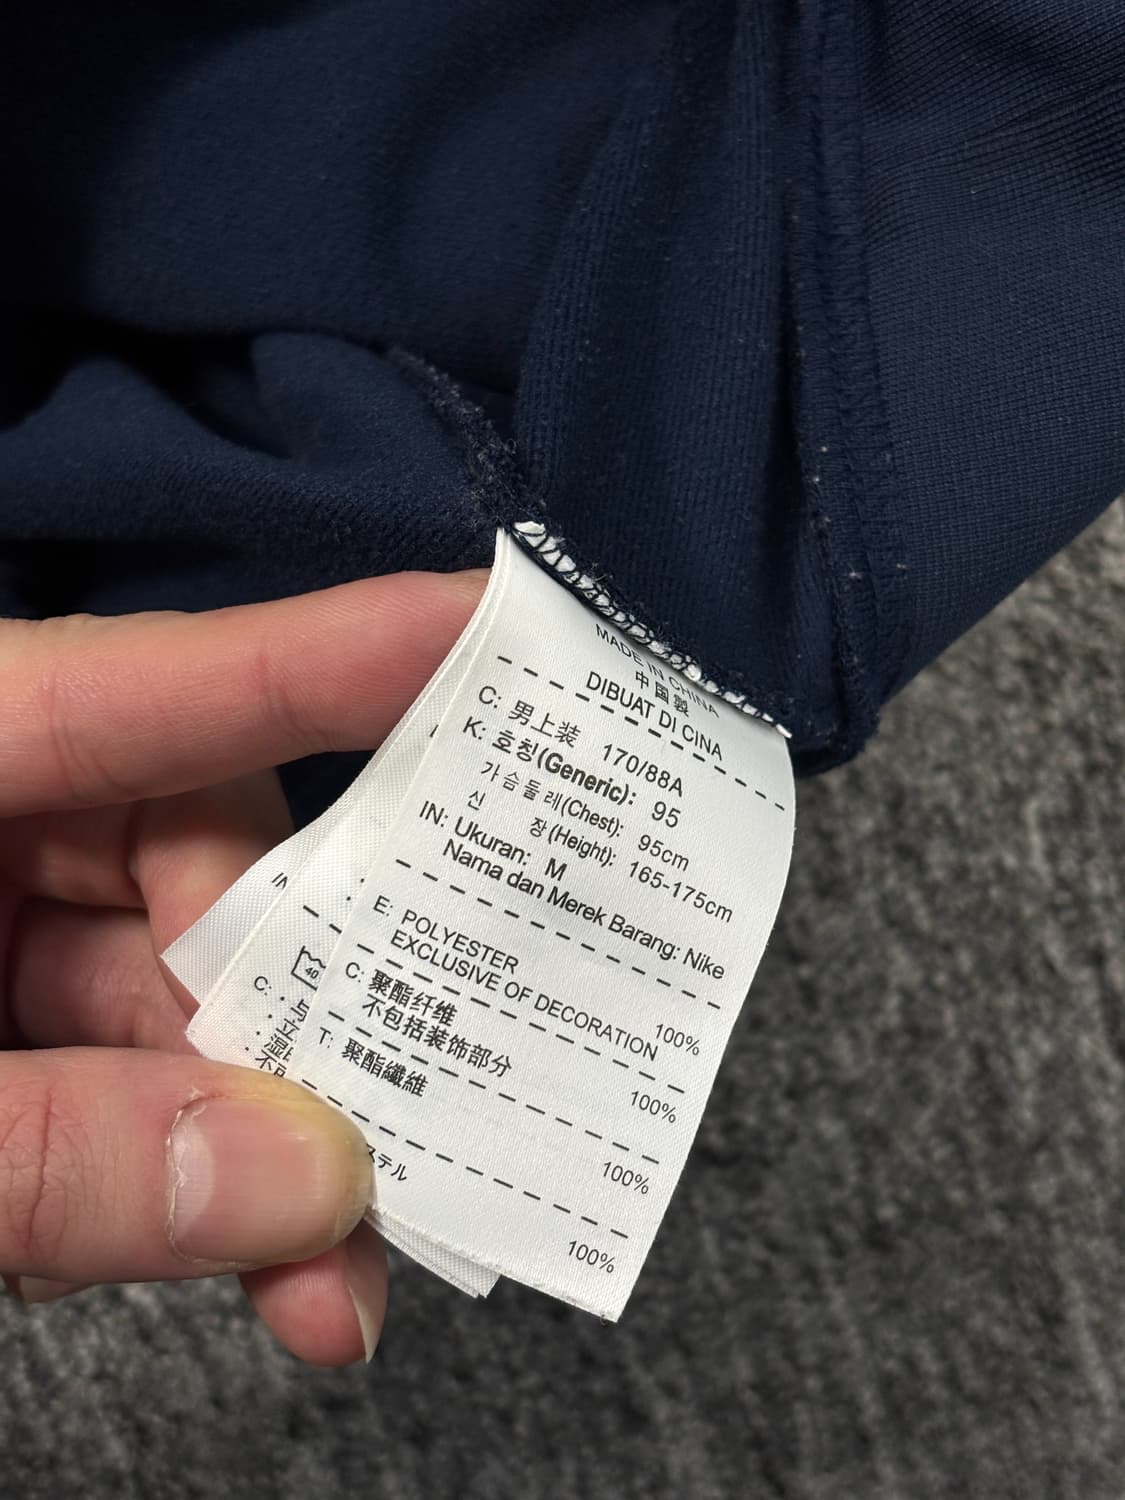 MADE IN CHINA
中国製
DIBUAT DI CINA
C: 男上装 170/88A
K: 호칭(Generic): 95
가슴둘레(Chest): 95cm
신 장(Height): 165-175cm
IN: Ukuran: M
Nama dan Merek Barang: Nike
E: POLYESTER 100%
EXCLUSIVE OF DECORATION
C: 聚酯纤维 100%
不包括装饰部分
T: 聚酯纖維 100%
ステル 100%
IN
40
C: